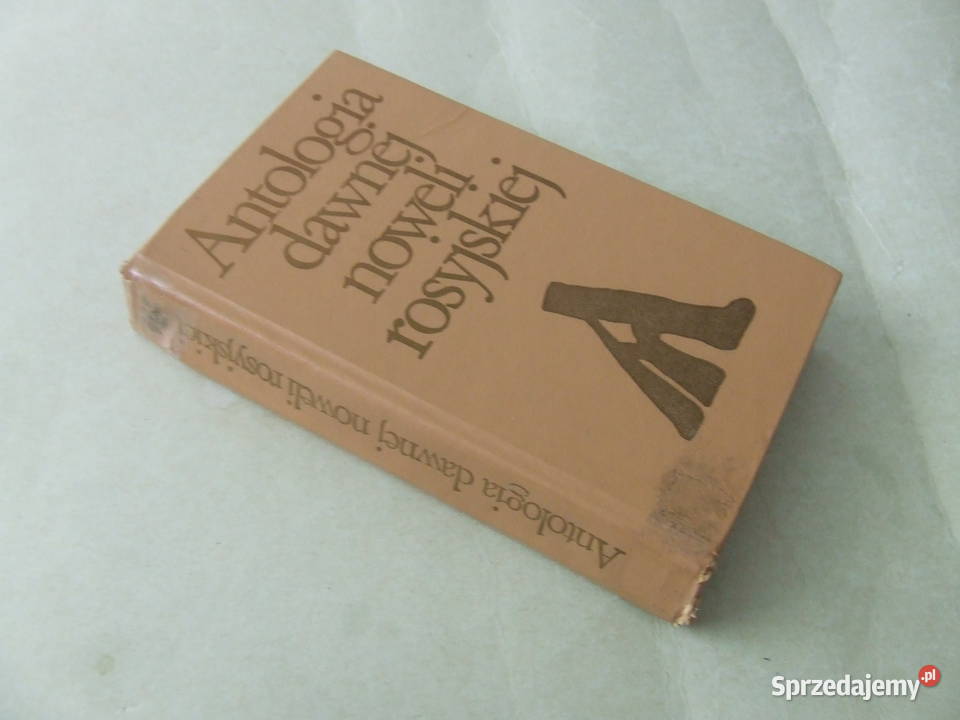 Antologia
dawnej
noweli
rosyjskiej
A
Antologia dawnej noweli rosyjskiej
Sprzedajemy.pl